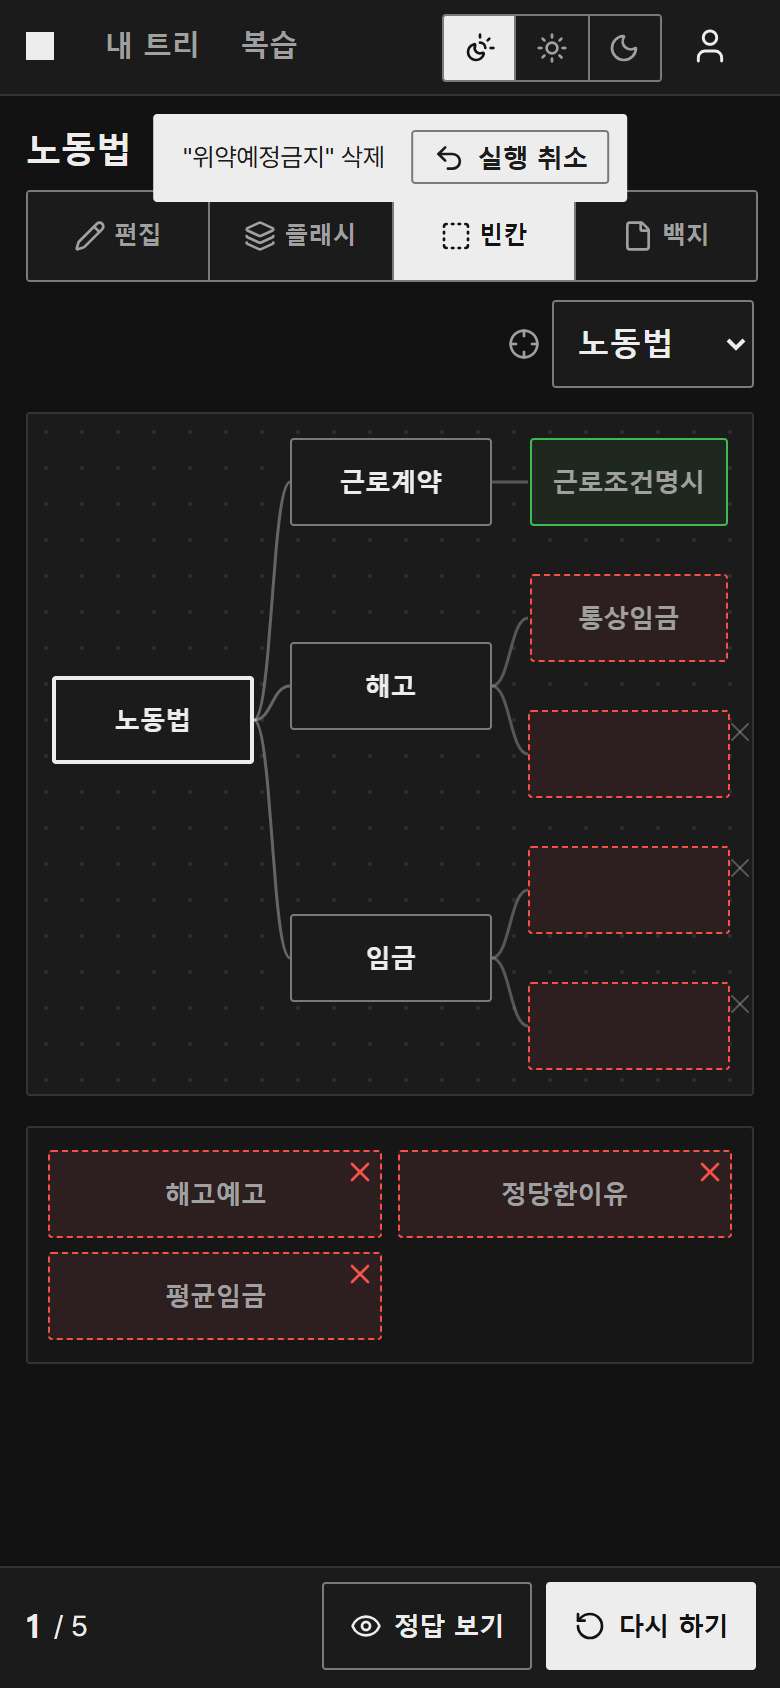 내 트리 복습
노동법
"위약예정금지" 삭제 실행 취소
편집 플래시 빈칸 백지
노동법
근로계약 근로조건명시
통상임금
해고
노동법
임금
해고예고 정당한이유
평균임금
1 / 5 정답 보기 다시 하기